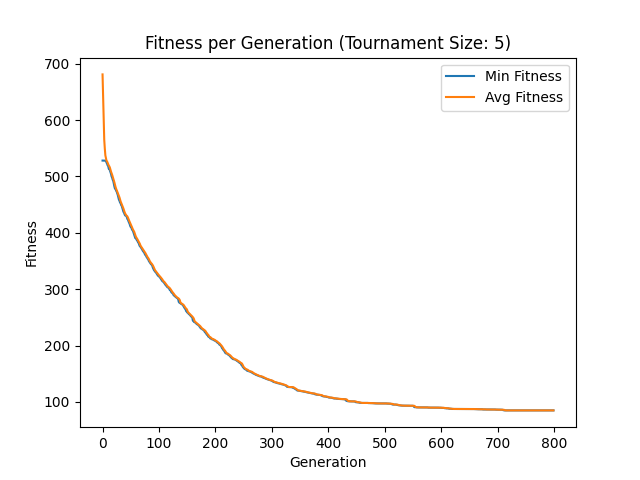 Fitness per Generation (Tournament Size: 5)
Min Fitness
Avg Fitness
700
600
500
400
300
200
100
Fitness
0 100 200 300 400 500 600 700 800
Generation